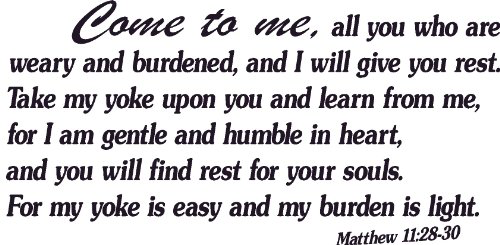 Come to me, all you who are
weary and burdened, and I will give you rest.
Take my yoke upon you and learn from me,
for I am gentle and humble in heart,
and you will find rest for your souls.
For my yoke is easy and my burden is light.
Matthew 11:28-30